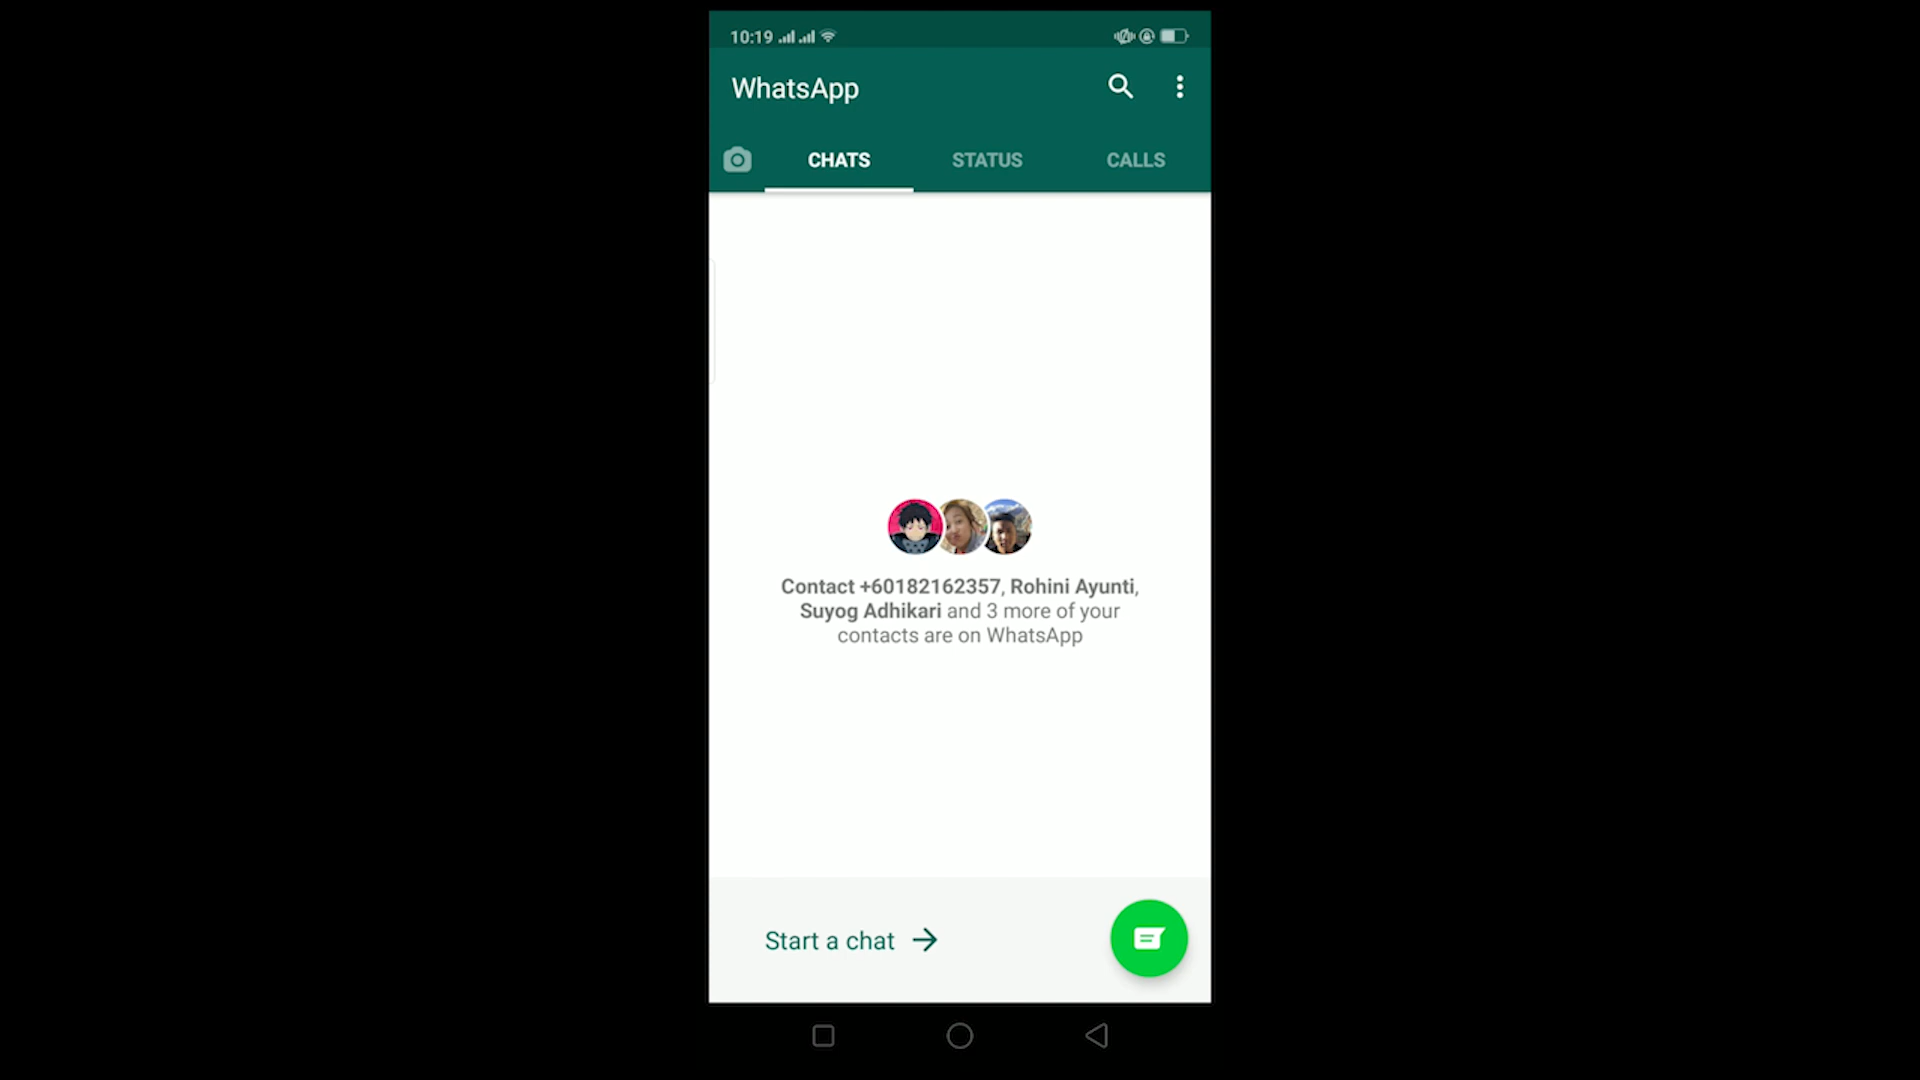 10:19
WhatsApp
CHATS STATUS CALLS
Contact +60182162357, Rohini Ayunti,
Suyog Adhikari and 3 more of your
contacts are on WhatsApp
Start a chat